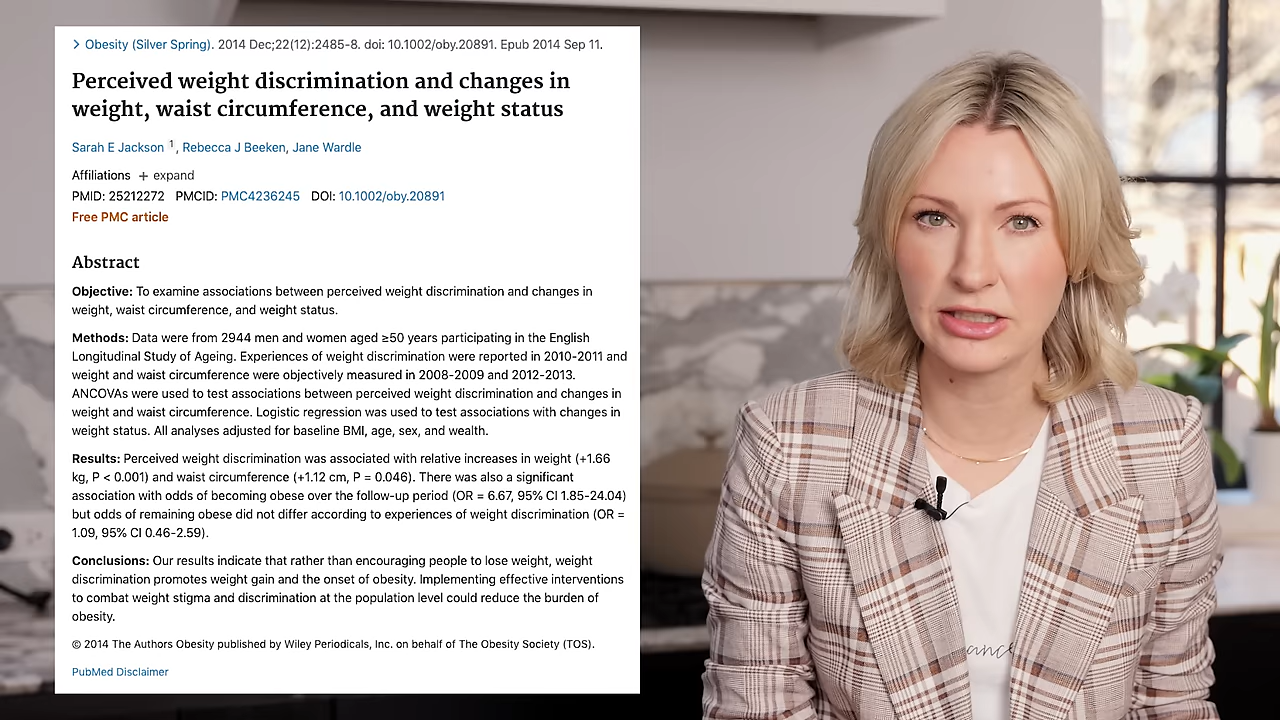 > Obesity (Silver Spring). 2014 Dec;22(12):2485-8. doi: 10.1002/oby.20891. Epub 2014 Sep 11.
Perceived weight discrimination and changes in
weight, waist circumference, and weight status
Sarah E Jackson 1, Rebecca J Beeken, Jane Wardle
Affiliations + expand
PMID: 25212272 PMCID: PMC4236245 DOI: 10.1002/oby.20891
Free PMC article
Abstract
Objective: To examine associations between perceived weight discrimination and changes in
weight, waist circumference, and weight status.
Methods: Data were from 2944 men and women aged ≥50 years participating in the English
Longitudinal Study of Ageing. Experiences of weight discrimination were reported in 2010-2011 and
weight and waist circumference were objectively measured in 2008-2009 and 2012-2013.
ANCOVAs were used to test associations between perceived weight discrimination and changes in
weight and waist circumference. Logistic regression was used to test associations with changes in
weight status. All analyses adjusted for baseline BMI, age, sex, and wealth.
Results: Perceived weight discrimination was associated with relative increases in weight (+1.66
kg, P < 0.001) and waist circumference (+1.12 cm, P = 0.046). There was also a significant
association with odds of becoming obese over the follow-up period (OR = 6.67, 95% CI 1.85-24.04)
but odds of remaining obese did not differ according to experiences of weight discrimination (OR =
1.09, 95% CI 0.46-2.59).
Conclusions: Our results indicate that rather than encouraging people to lose weight, weight
discrimination promotes weight gain and the onset of obesity. Implementing effective interventions
to combat weight stigma and discrimination at the population level could reduce the burden of
obesity.
© 2014 The Authors Obesity published by Wiley Periodicals, Inc. on behalf of The Obesity Society (TOS).
PubMed Disclaimer